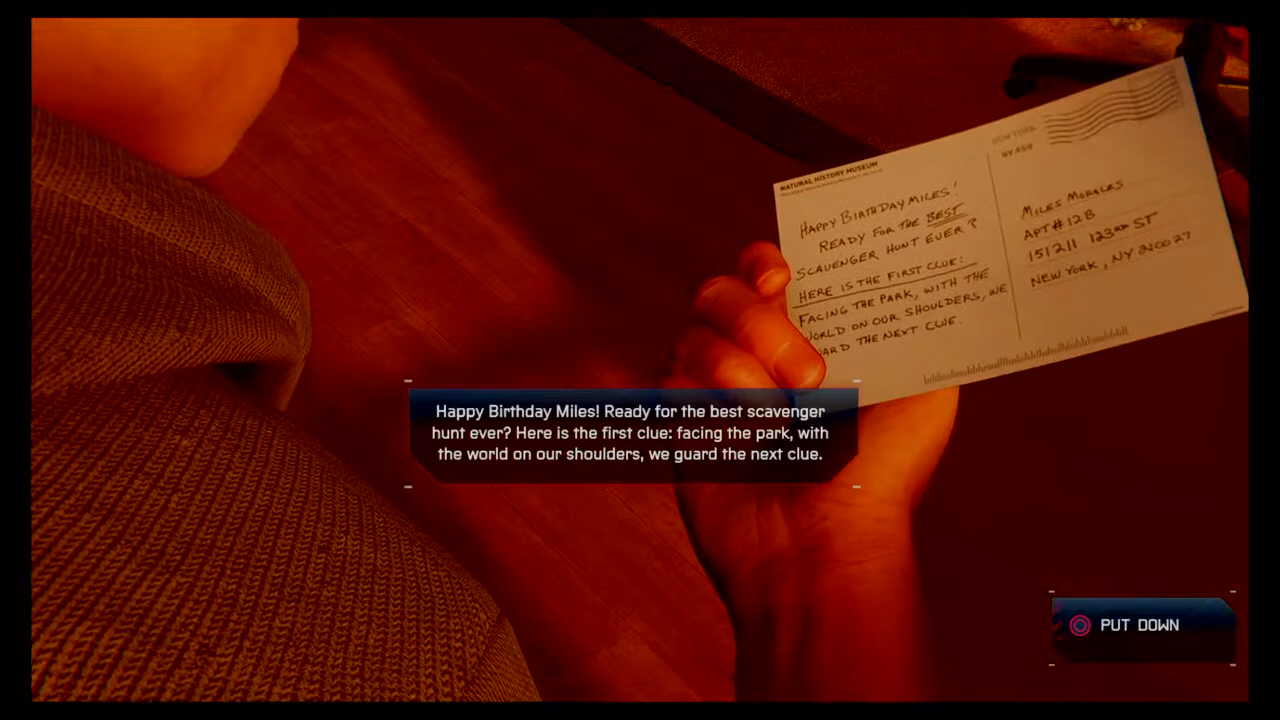 NATURAL HISTORY MUSEUM
HAPPY BIRTHDAY MILES!
READY FOR THE BEST
SCAVENGER HUNT EVER?
HERE IS THE FIRST CLUE:
FACING THE PARK, WITH THE
WORLD ON OUR SHOULDERS, WE
GUARD THE NEXT CLUE.
NEW YORK
MILES MORALES
APT#12B
151211 123RD ST
NEW YORK, NY 210027
Happy Birthday Miles! Ready for the best scavenger
hunt ever? Here is the first clue: facing the park, with
the world on our shoulders, we guard the next clue.
PUT DOWN